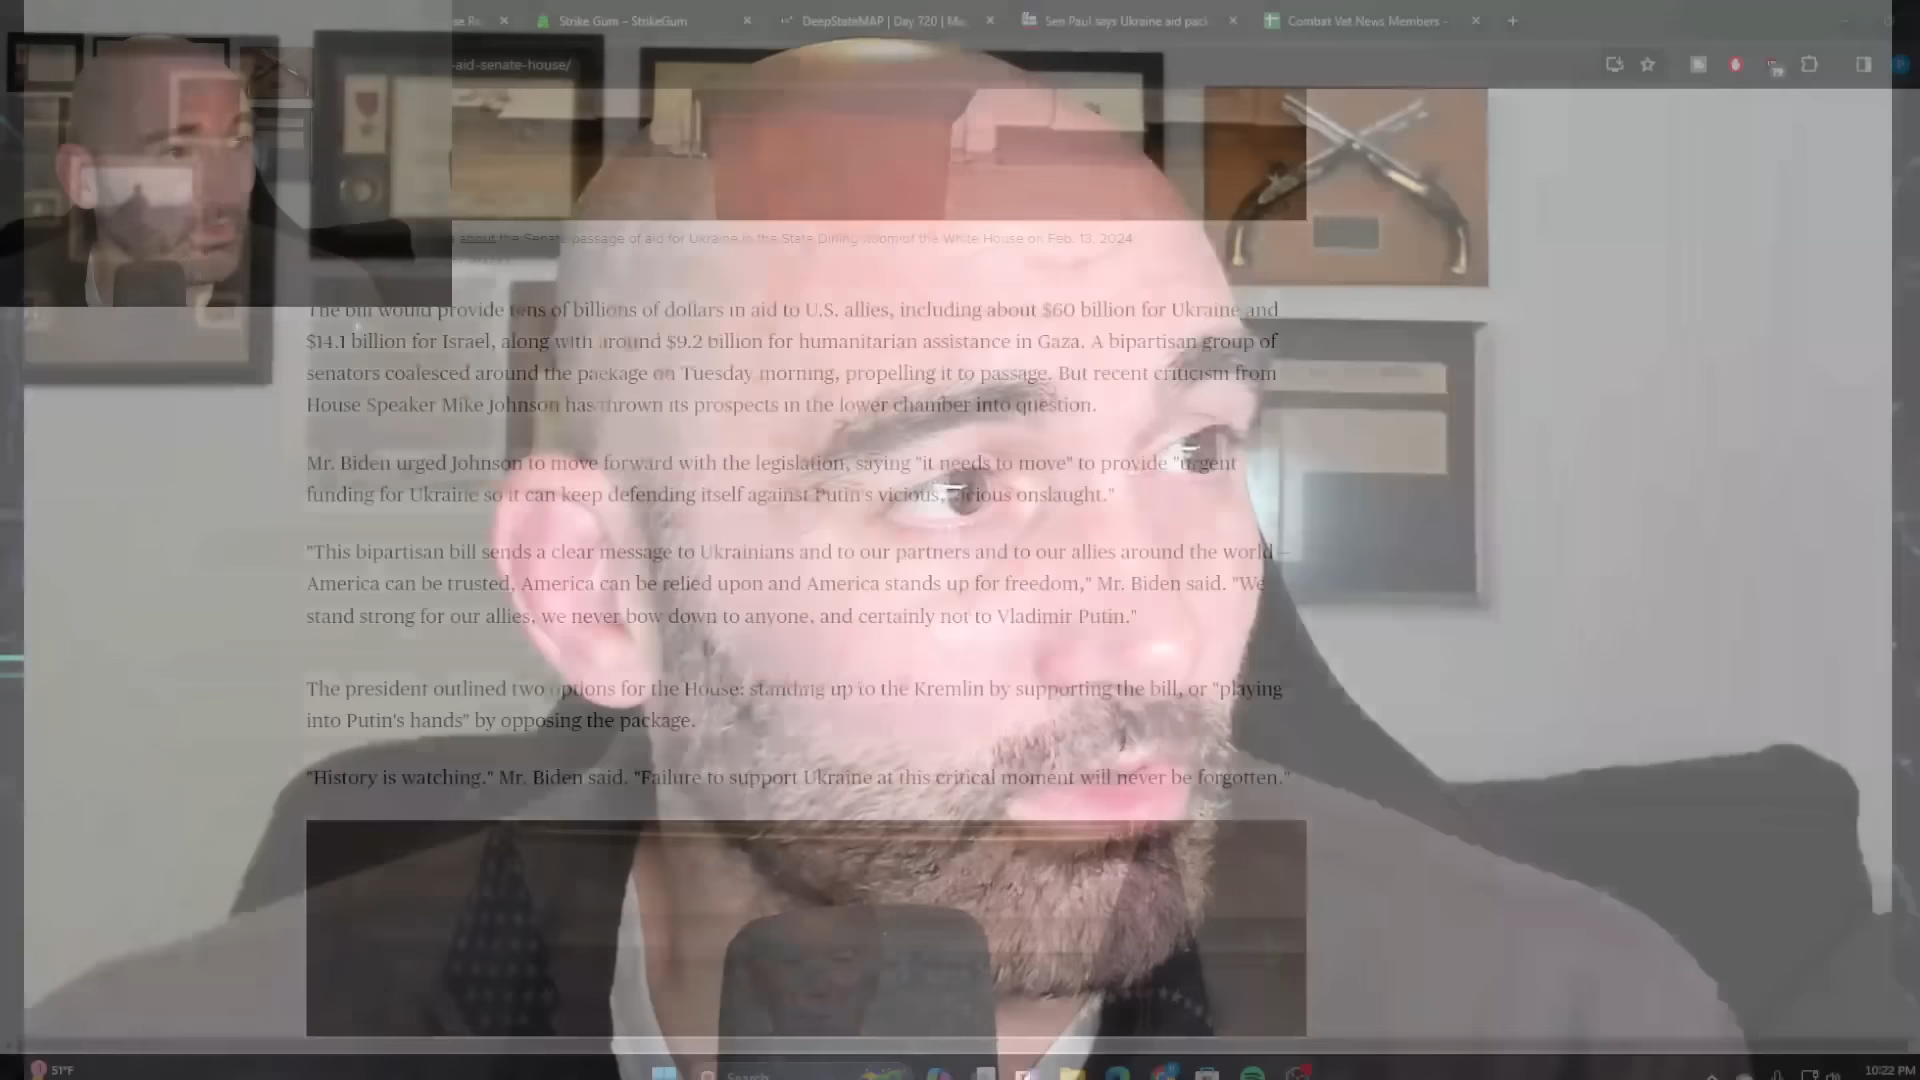 Strike Gum – StrikeGum
DeepStateMAP | Day 720 |
Sen Paul says Ukraine aid pack
Combat Vet News Members -
-aid-senate-house/
about the Senate passage of aid for Ukraine in the State Dining Room of the White House on Feb. 13, 2024
The bill would provide tens of billions of dollars in aid to U.S. allies, including about $60 billion for Ukraine and
$14.1 billion for Israel, along with around $9.2 billion for humanitarian assistance in Gaza. A bipartisan group of
senators coalesced around the package on Tuesday morning, propelling it to passage. But recent criticism from
House Speaker Mike Johnson has thrown its prospects in the lower chamber into question.
Mr. Biden urged Johnson to move forward with the legislation, saying "it needs to move" to provide "urgent
funding for Ukraine so it can keep defending itself against Putin's vicious, vicious onslaught."
"This bipartisan bill sends a clear message to Ukrainians and to our partners and to our allies around the world —
America can be trusted, America can be relied upon and America stands up for freedom," Mr. Biden said. "We
stand strong for our allies, we never bow down to anyone, and certainly not to Vladimir Putin."
The president outlined two options for the House: standing up to the Kremlin by supporting the bill, or "playing
into Putin's hands" by opposing the package.
"History is watching." Mr. Biden said. "Failure to support Ukraine at this critical moment will never be forgotten."
51°F
Search
10:22 PM